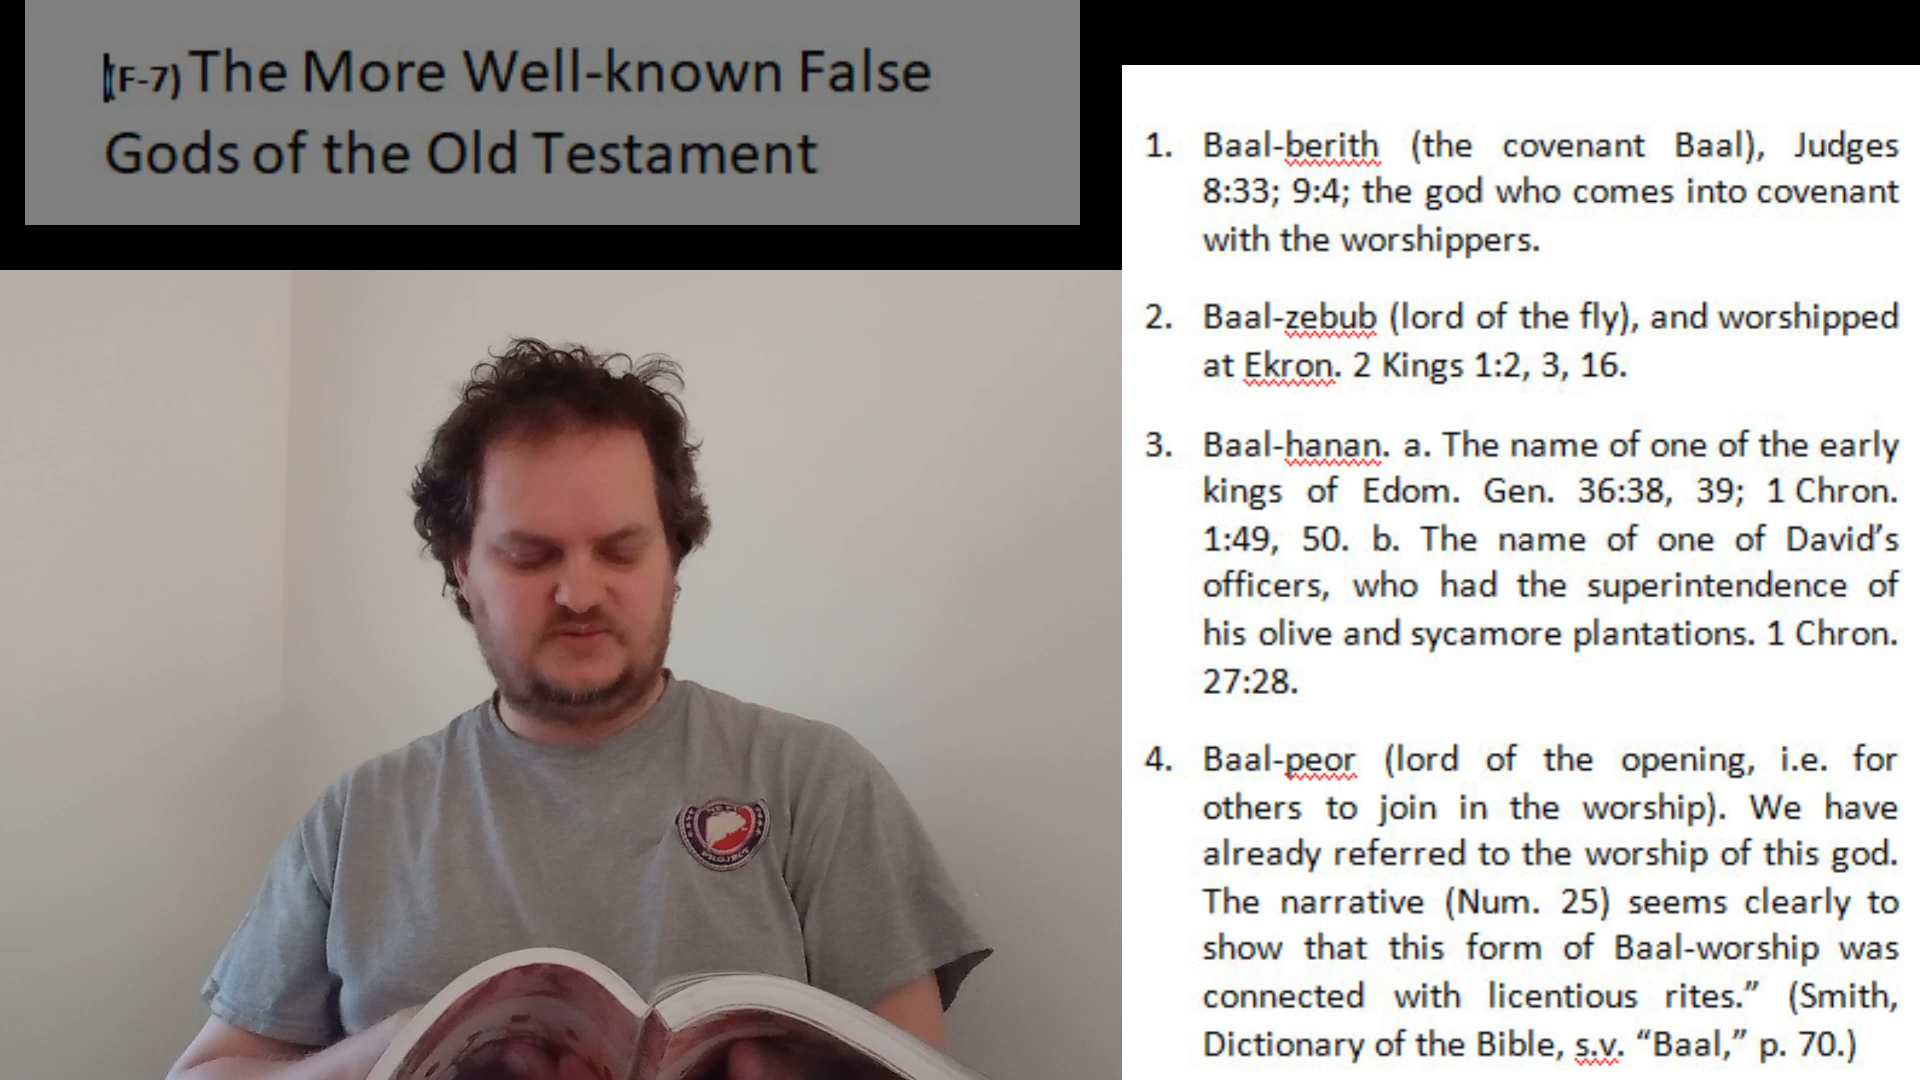 (F-7) The More Well-known False
Gods of the Old Testament
1. Baal-berith (the covenant Baal), Judges
8:33; 9:4; the god who comes into covenant
with the worshippers.
2. Baal-zebub (lord of the fly), and worshipped
at Ekron. 2 Kings 1:2, 3, 16.
3. Baal-hanan. a. The name of one of the early
kings of Edom. Gen. 36:38, 39; 1 Chron.
1:49, 50. b. The name of one of David’s
officers, who had the superintendence of
his olive and sycamore plantations. 1 Chron.
27:28.
4. Baal-peor (lord of the opening, i.e. for
others to join in the worship). We have
already referred to the worship of this god.
The narrative (Num. 25) seems clearly to
show that this form of Baal-worship was
connected with licentious rites.” (Smith,
Dictionary of the Bible, s.v. “Baal,” p. 70.)
PROJECT